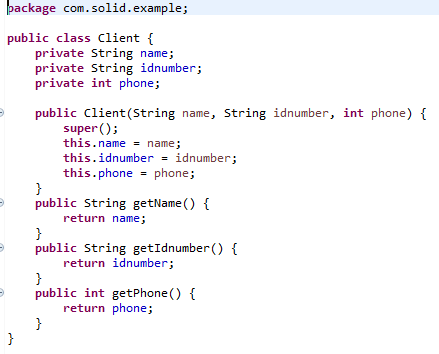 package com.solid.example;
public class Client {
private String name;
private String idnumber;
private int phone;
public Client(String name, String idnumber, int phone) {
super();
this.name = name;
this.idnumber = idnumber;
this.phone = phone;
}
public String getName() {
return name;
}
public String getIdnumber() {
return idnumber;
}
public int getPhone() {
return phone;
}
}